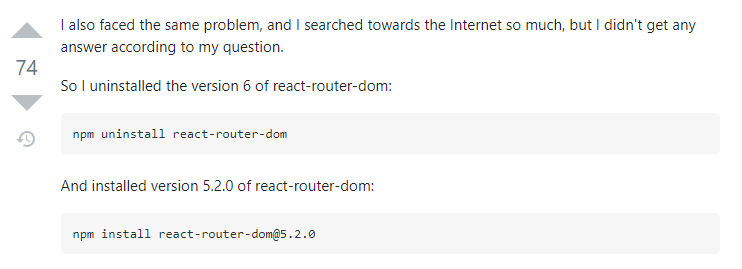 I also faced the same problem, and I searched towards the Internet so much, but I didn't get any
answer according to my question.
74
So I uninstalled the version 6 of react-router-dom:
npm uninstall react-router-dom
And installed version 5.2.0 of react-router-dom:
npm install react-router-dom@5.2.0